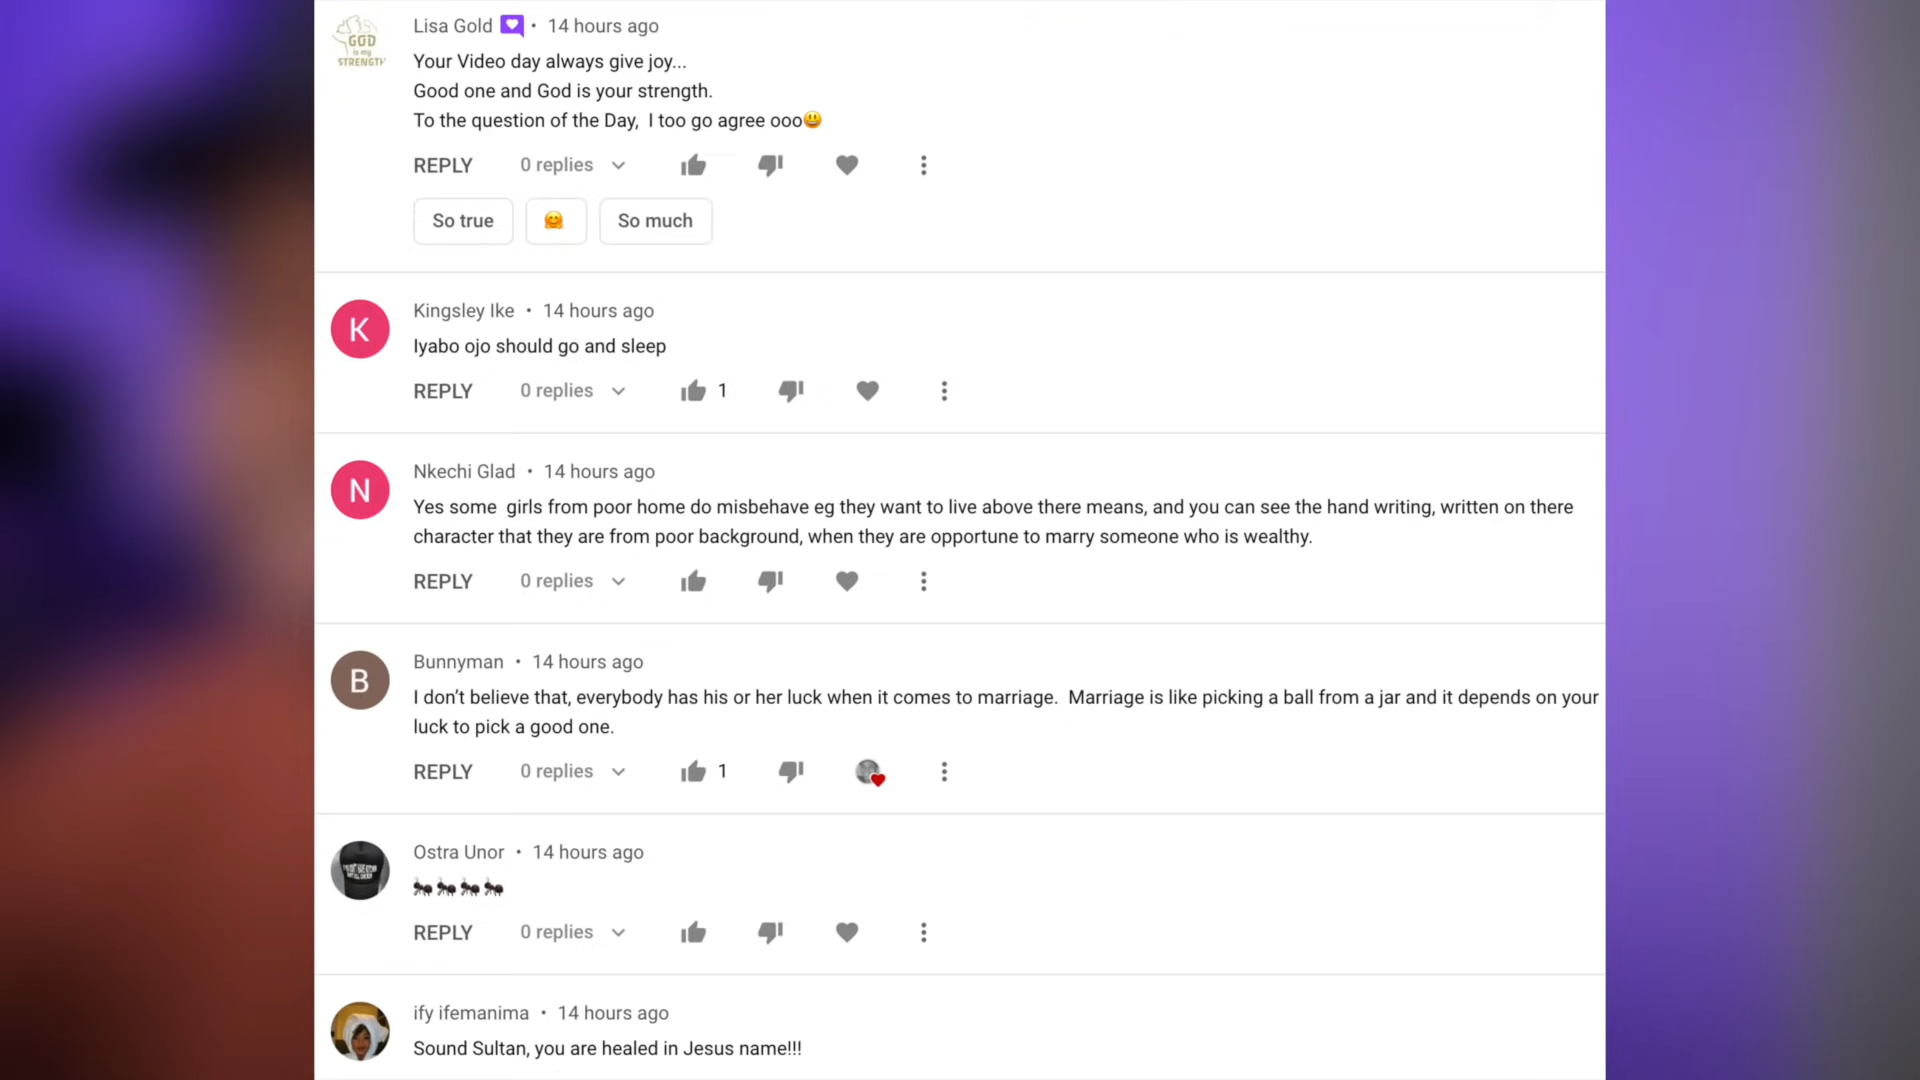 GOD
is my
STRENGTH
Lisa Gold • 14 hours ago
Your Video day always give joy...
Good one and God is your strength.
To the question of the Day,  I too go agree ooo😃
REPLY 0 replies
So true 🤗 So much
K
Kingsley Ike • 14 hours ago
Iyabo ojo should go and sleep
REPLY 0 replies 1
N
Nkechi Glad • 14 hours ago
Yes some  girls from poor home do misbehave eg they want to live above there means, and you can see the hand writing, written on there
character that they are from poor background, when they are opportune to marry someone who is wealthy.
REPLY 0 replies
B
Bunnyman • 14 hours ago
I don’t believe that, everybody has his or her luck when it comes to marriage.  Marriage is like picking a ball from a jar and it depends on your
luck to pick a good one.
REPLY 0 replies 1
Ostra Unor • 14 hours ago
🐜🐜🐜🐜
REPLY 0 replies
ify ifemanima • 14 hours ago
Sound Sultan, you are healed in Jesus name!!!